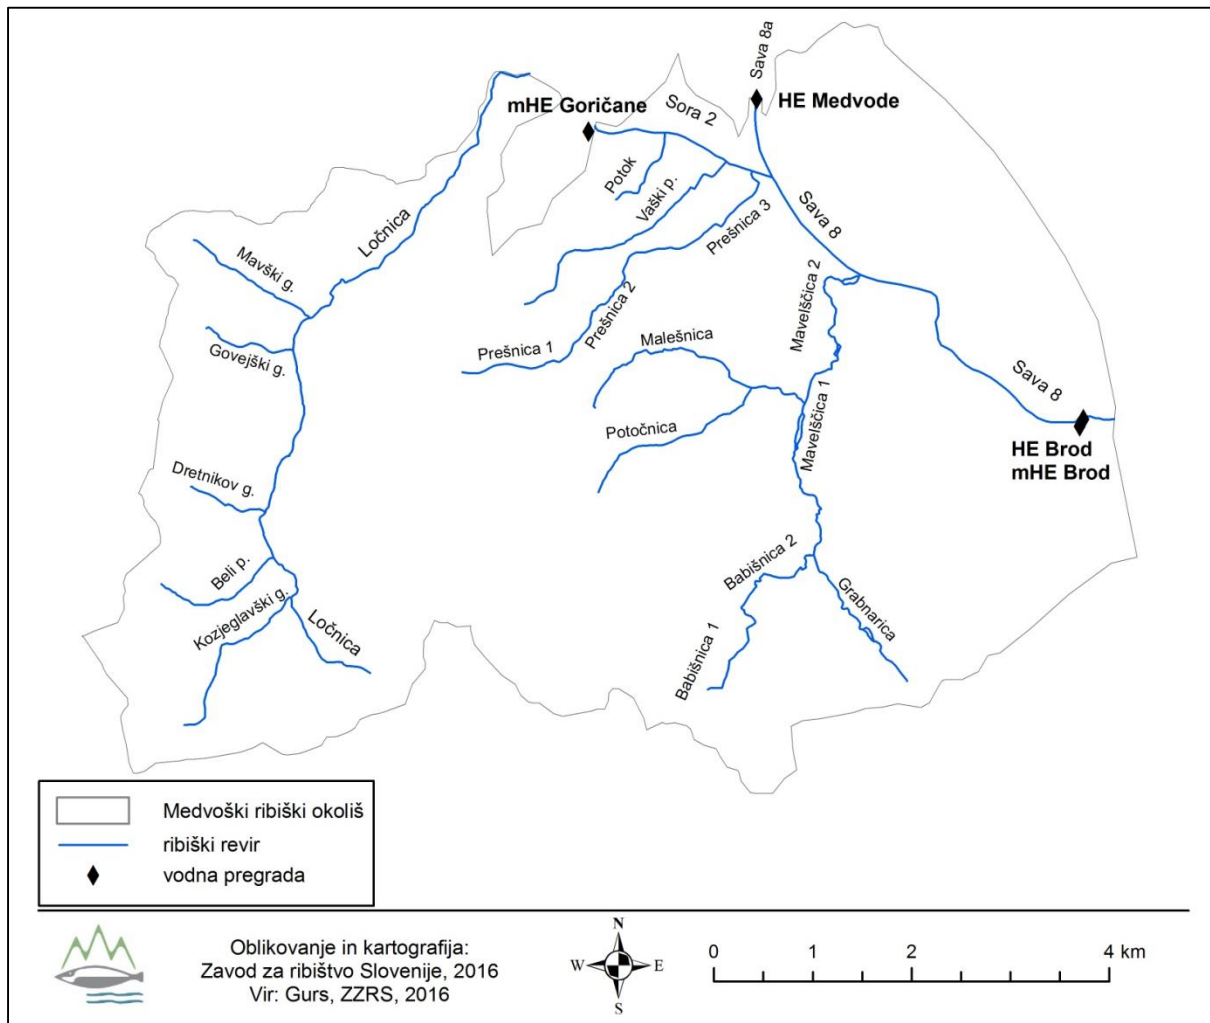 Sava 8a
mHE Goričane
Sora 2
HE Medvode
Potok
Vaški p.
Ločnica
Mavški g.
Prešnica 3
Sava 8
Govejški g.
Prešnica 1
Prešnica 2
Malešnica
Mavelščica 2
Sava 8
Potočnica
Mavelščica 1
HE Brod
mHE Brod
Dretnikov g.
Beli p.
Kozjeglavški g.
Ločnica
Babišnica 2
Grabnarica
Babišnica 1
Medvoški ribiški okoliš
ribiški revir
vodna pregrada
Oblikovanje in kartografija:
Zavod za ribištvo Slovenije, 2016
Vir: Gurs, ZZRS, 2016
N
W E
S
0 1 2 4 km